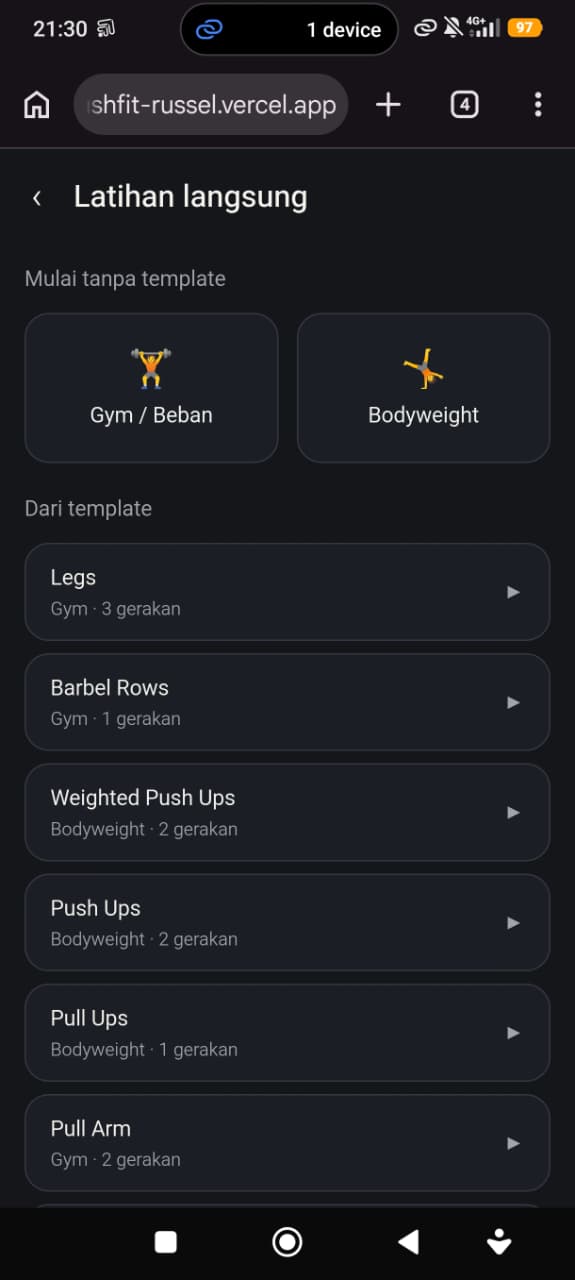 21:30
1 device
4G+
97
shfit-russel.vercel.app
4
Latihan langsung
Mulai tanpa template
Gym / Beban
Bodyweight
Dari template
Legs
Gym · 3 gerakan
Barbel Rows
Gym · 1 gerakan
Weighted Push Ups
Bodyweight · 2 gerakan
Push Ups
Bodyweight · 2 gerakan
Pull Ups
Bodyweight · 1 gerakan
Pull Arm
Gym · 2 gerakan